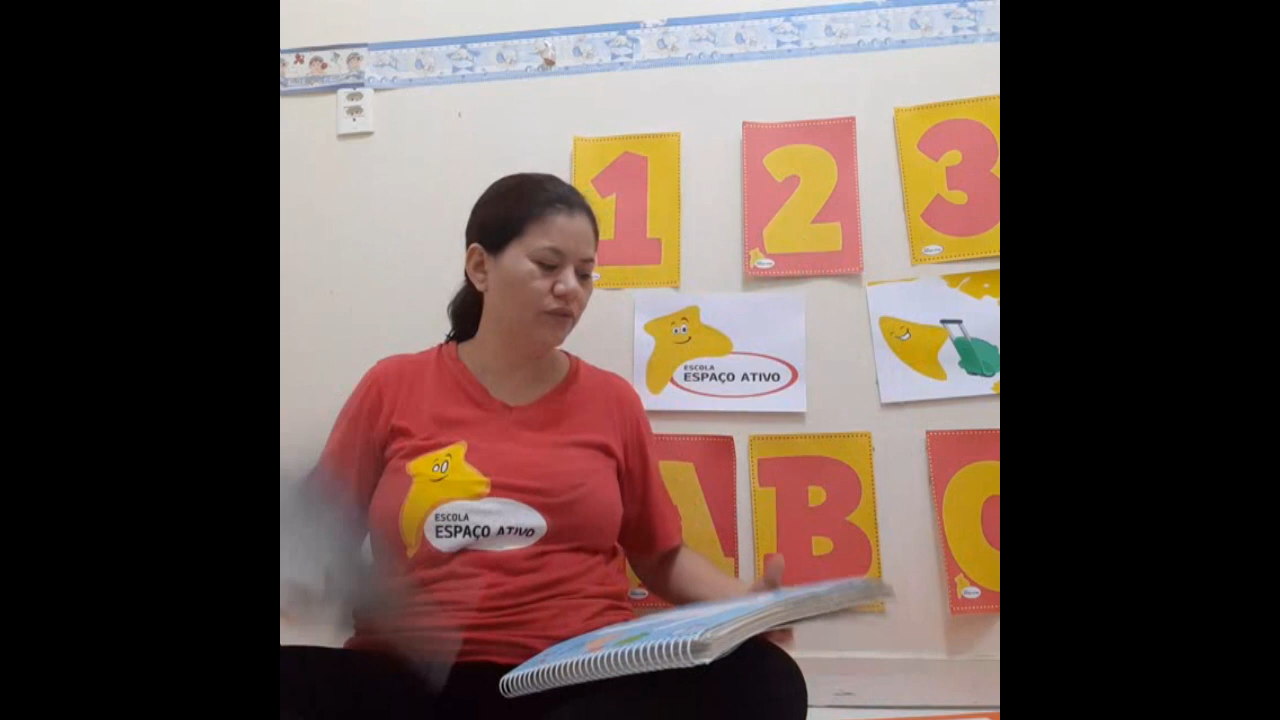 1 2 3
ESCOLA
ESPAÇO ATIVO
ESCOLA
ESPAÇO ATIVO
A B C